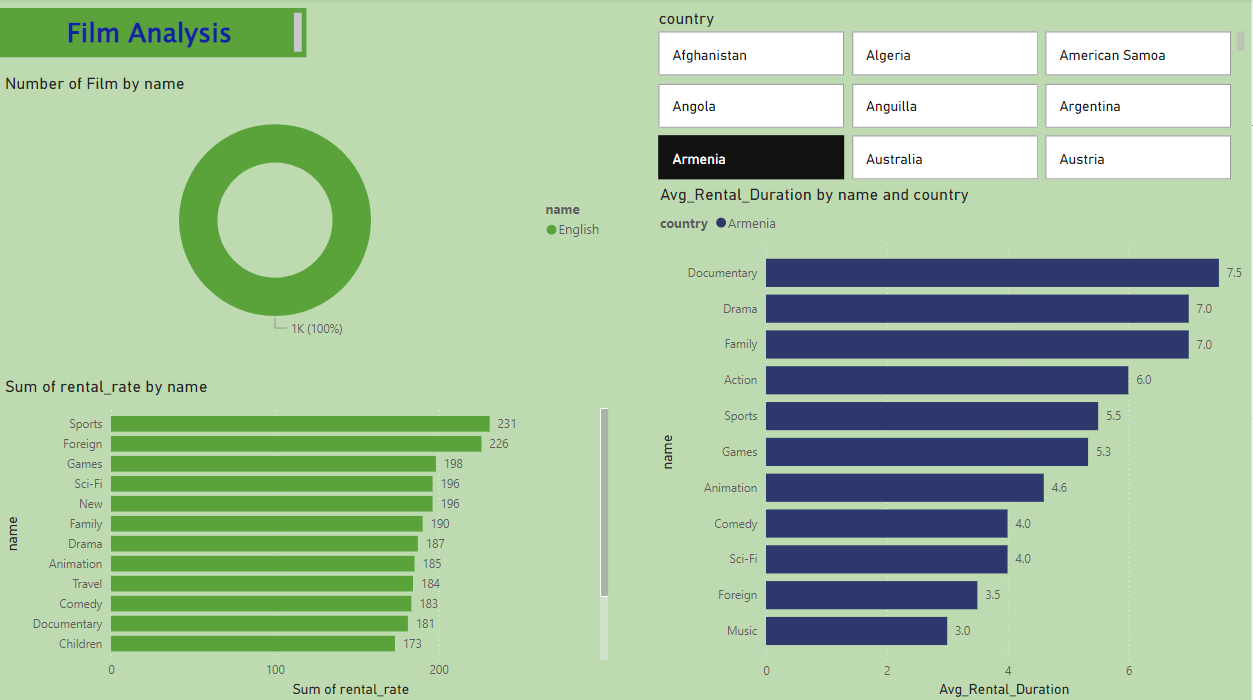 Film Analysis
Number of Film by name
1K (100%)
name
English
Sum of rental_rate by name
name
Sports 231
Foreign 226
Games 198
Sci-Fi 196
New 196
Family 190
Drama 187
Animation 185
Travel 184
Comedy 183
Documentary 181
Children 173
0 100 200
Sum of rental_rate
country
Afghanistan Algeria American Samoa
Angola Anguilla Argentina
Armenia Australia Austria
Avg_Rental_Duration by name and country
country Armenia
name
Documentary 7.5
Drama 7.0
Family 7.0
Action 6.0
Sports 5.5
Games 5.3
Animation 4.6
Comedy 4.0
Sci-Fi 4.0
Foreign 3.5
Music 3.0
0 2 4 6
Avg_Rental_Duration